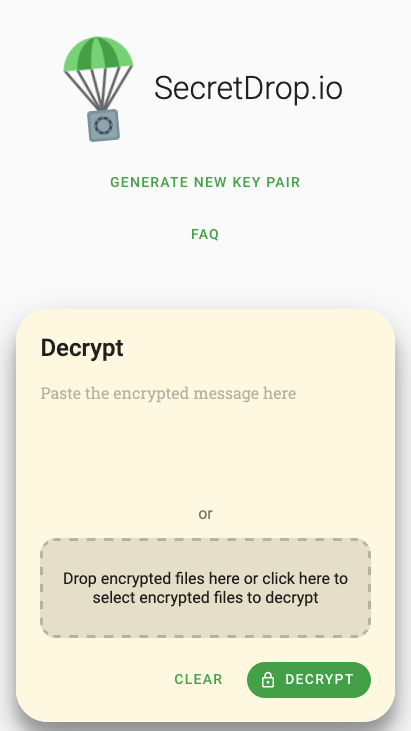 SecretDrop.io
GENERATE NEW KEY PAIR
FAQ
Decrypt
Paste the encrypted message here
or
Drop encrypted files here or click here to
select encrypted files to decrypt
CLEAR
DECRYPT